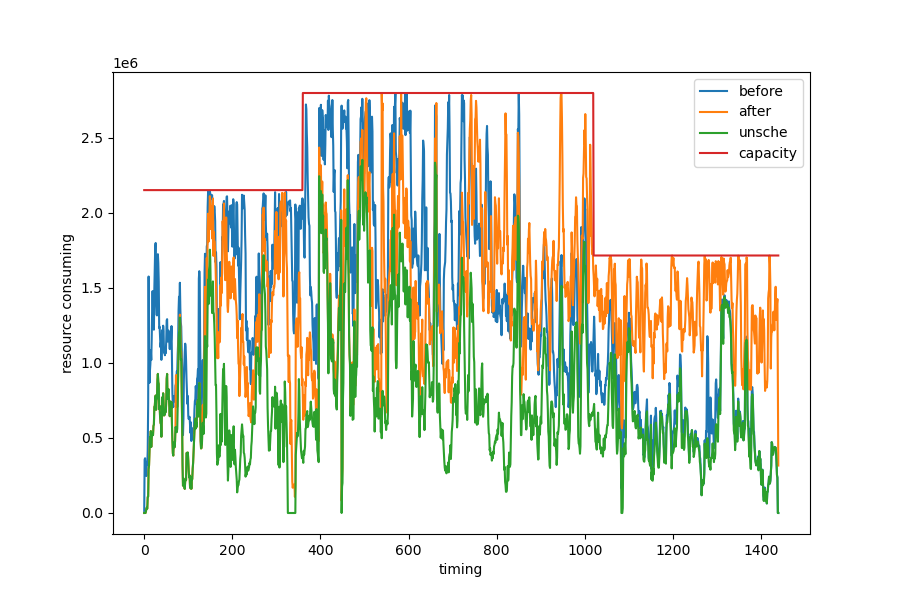 1e6
before
after
unsche
capacity
2.5
2.0
1.5
1.0
0.5
0.0
resource consuming
0 200 400 600 800 1000 1200 1400
timing